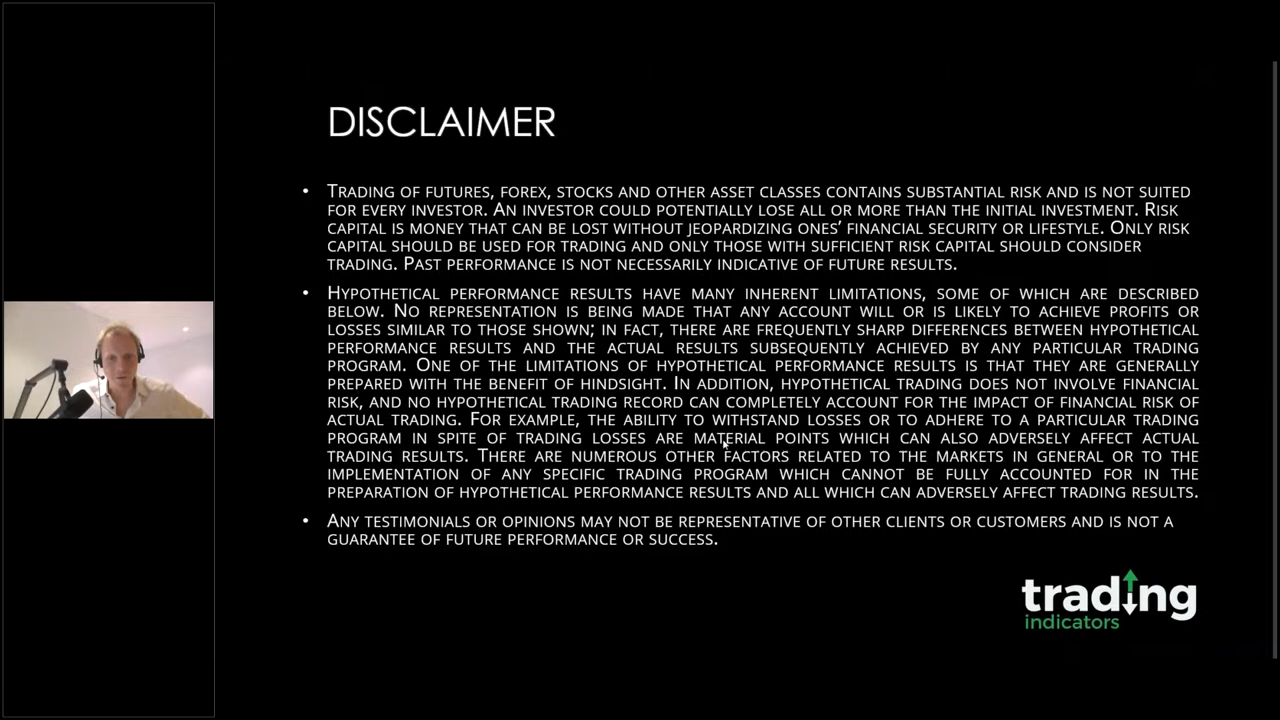 DISCLAIMER
• TRADING OF FUTURES, FOREX, STOCKS AND OTHER ASSET CLASSES CONTAINS SUBSTANTIAL RISK AND IS NOT SUITED
FOR EVERY INVESTOR. AN INVESTOR COULD POTENTIALLY LOSE ALL OR MORE THAN THE INITIAL INVESTMENT. RISK
CAPITAL IS MONEY THAT CAN BE LOST WITHOUT JEOPARDIZING ONES’ FINANCIAL SECURITY OR LIFESTYLE. ONLY RISK
CAPITAL SHOULD BE USED FOR TRADING AND ONLY THOSE WITH SUFFICIENT RISK CAPITAL SHOULD CONSIDER
TRADING. PAST PERFORMANCE IS NOT NECESSARILY INDICATIVE OF FUTURE RESULTS.
• HYPOTHETICAL PERFORMANCE RESULTS HAVE MANY INHERENT LIMITATIONS, SOME OF WHICH ARE DESCRIBED
BELOW. NO REPRESENTATION IS BEING MADE THAT ANY ACCOUNT WILL OR IS LIKELY TO ACHIEVE PROFITS OR
LOSSES SIMILAR TO THOSE SHOWN; IN FACT, THERE ARE FREQUENTLY SHARP DIFFERENCES BETWEEN HYPOTHETICAL
PERFORMANCE RESULTS AND THE ACTUAL RESULTS SUBSEQUENTLY ACHIEVED BY ANY PARTICULAR TRADING
PROGRAM. ONE OF THE LIMITATIONS OF HYPOTHETICAL PERFORMANCE RESULTS IS THAT THEY ARE GENERALLY
PREPARED WITH THE BENEFIT OF HINDSIGHT. IN ADDITION, HYPOTHETICAL TRADING DOES NOT INVOLVE FINANCIAL
RISK, AND NO HYPOTHETICAL TRADING RECORD CAN COMPLETELY ACCOUNT FOR THE IMPACT OF FINANCIAL RISK OF
ACTUAL TRADING. FOR EXAMPLE, THE ABILITY TO WITHSTAND LOSSES OR TO ADHERE TO A PARTICULAR TRADING
PROGRAM IN SPITE OF TRADING LOSSES ARE MATERIAL POINTS WHICH CAN ALSO ADVERSELY AFFECT ACTUAL
TRADING RESULTS. THERE ARE NUMEROUS OTHER FACTORS RELATED TO THE MARKETS IN GENERAL OR TO THE
IMPLEMENTATION OF ANY SPECIFIC TRADING PROGRAM WHICH CANNOT BE FULLY ACCOUNTED FOR IN THE
PREPARATION OF HYPOTHETICAL PERFORMANCE RESULTS AND ALL WHICH CAN ADVERSELY AFFECT TRADING RESULTS.
• ANY TESTIMONIALS OR OPINIONS MAY NOT BE REPRESENTATIVE OF OTHER CLIENTS OR CUSTOMERS AND IS NOT A
GUARANTEE OF FUTURE PERFORMANCE OR SUCCESS.
trading
indicators